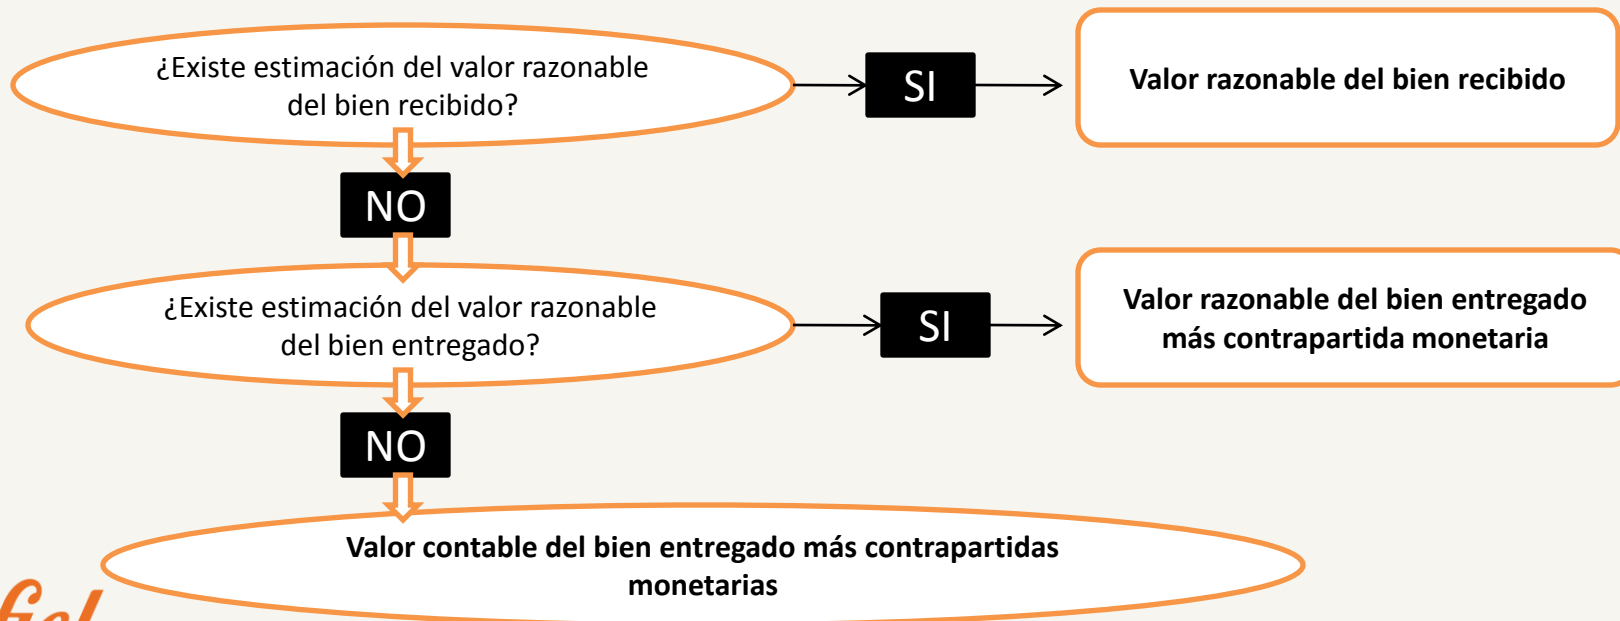 ¿Existe estimación del valor razonable
del bien recibido?
SI
Valor razonable del bien recibido
NO
¿Existe estimación del valor razonable
del bien entregado?
SI
Valor razonable del bien entregado
más contrapartida monetaria
NO
Valor contable del bien entregado más contrapartidas
monetarias